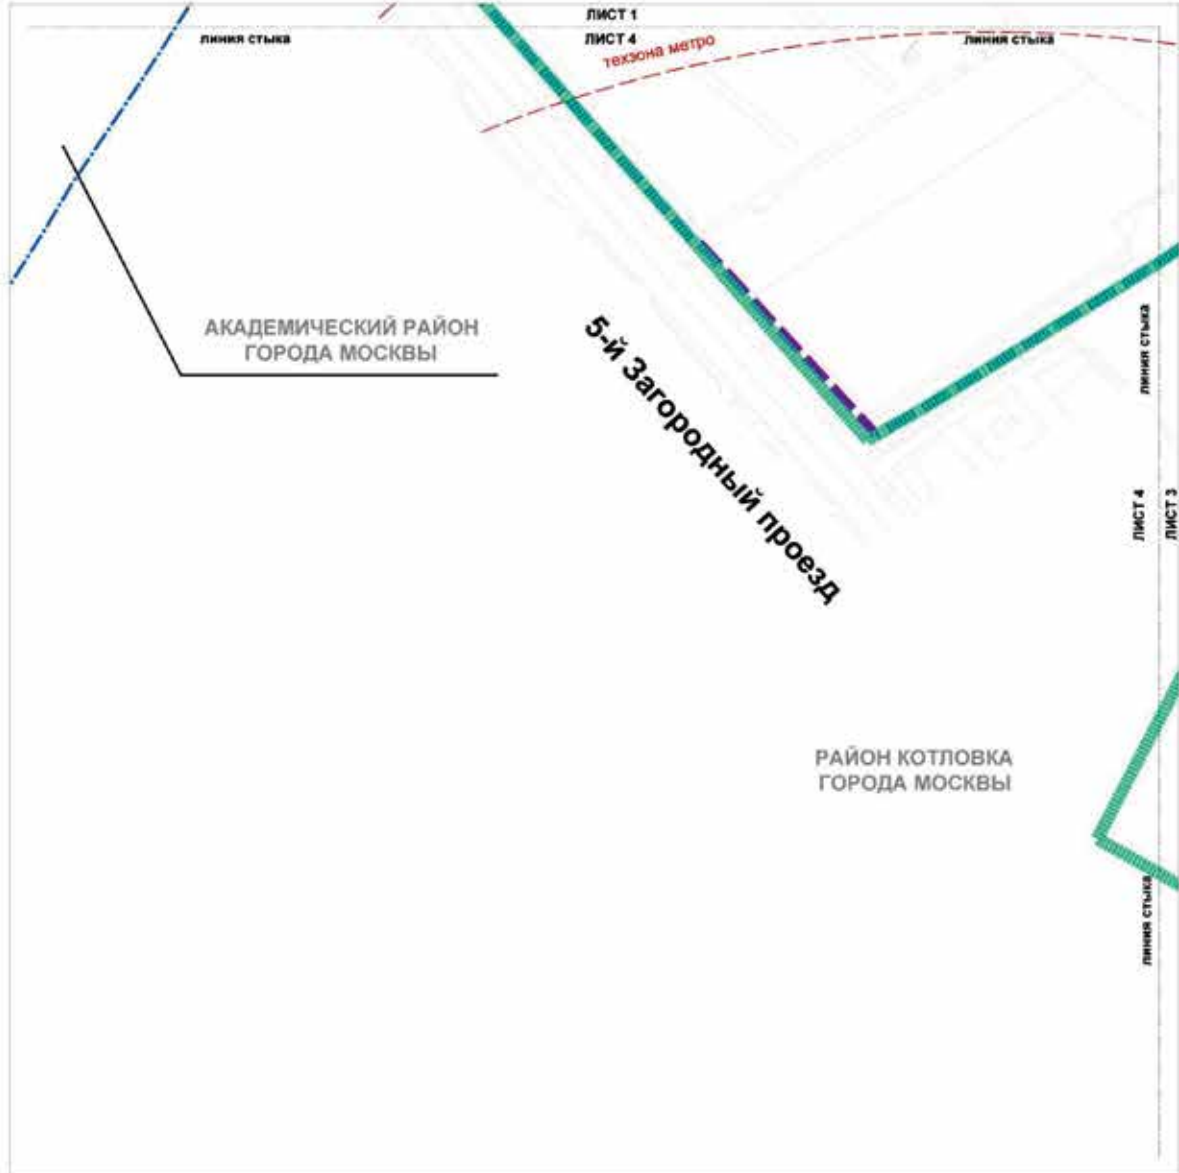 ЛИСТ 1
линия стыка
ЛИСТ 4
линия стыка
техзона метро
АКАДЕМИЧЕСКИЙ РАЙОН
ГОРОДА МОСКВЫ
линия стыка
5-й Загородный проезд
ЛИСТ 4
ЛИСТ 3
РАЙОН КОТЛОВКА
ГОРОДА МОСКВЫ
линия стыка